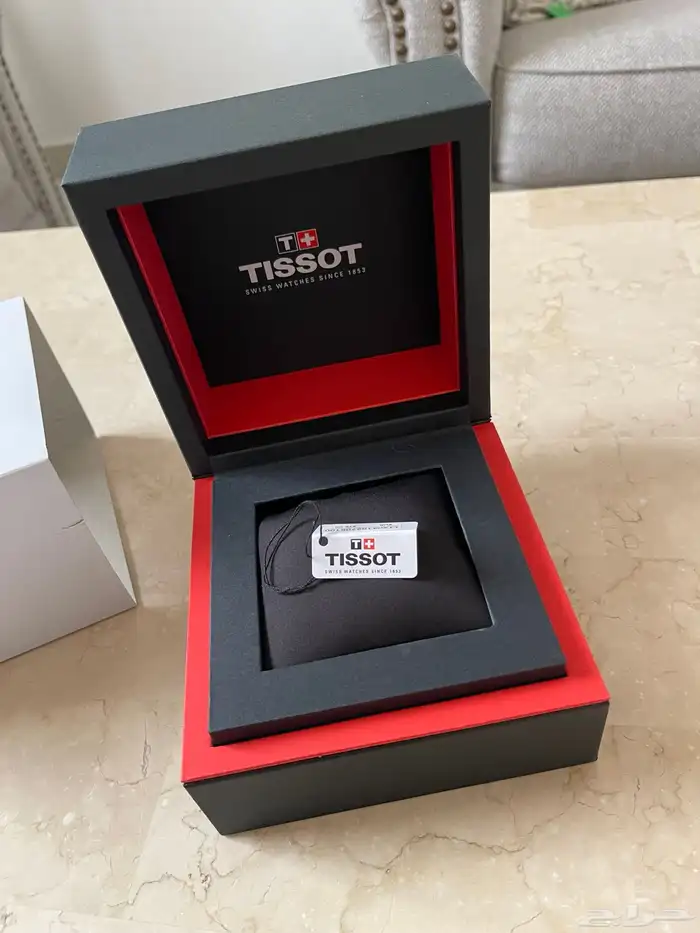 T+
TISSOT
SWISS WATCHES SINCE 1853
T+
TISSOT
SWISS WATCHES SINCE 1853
حراج